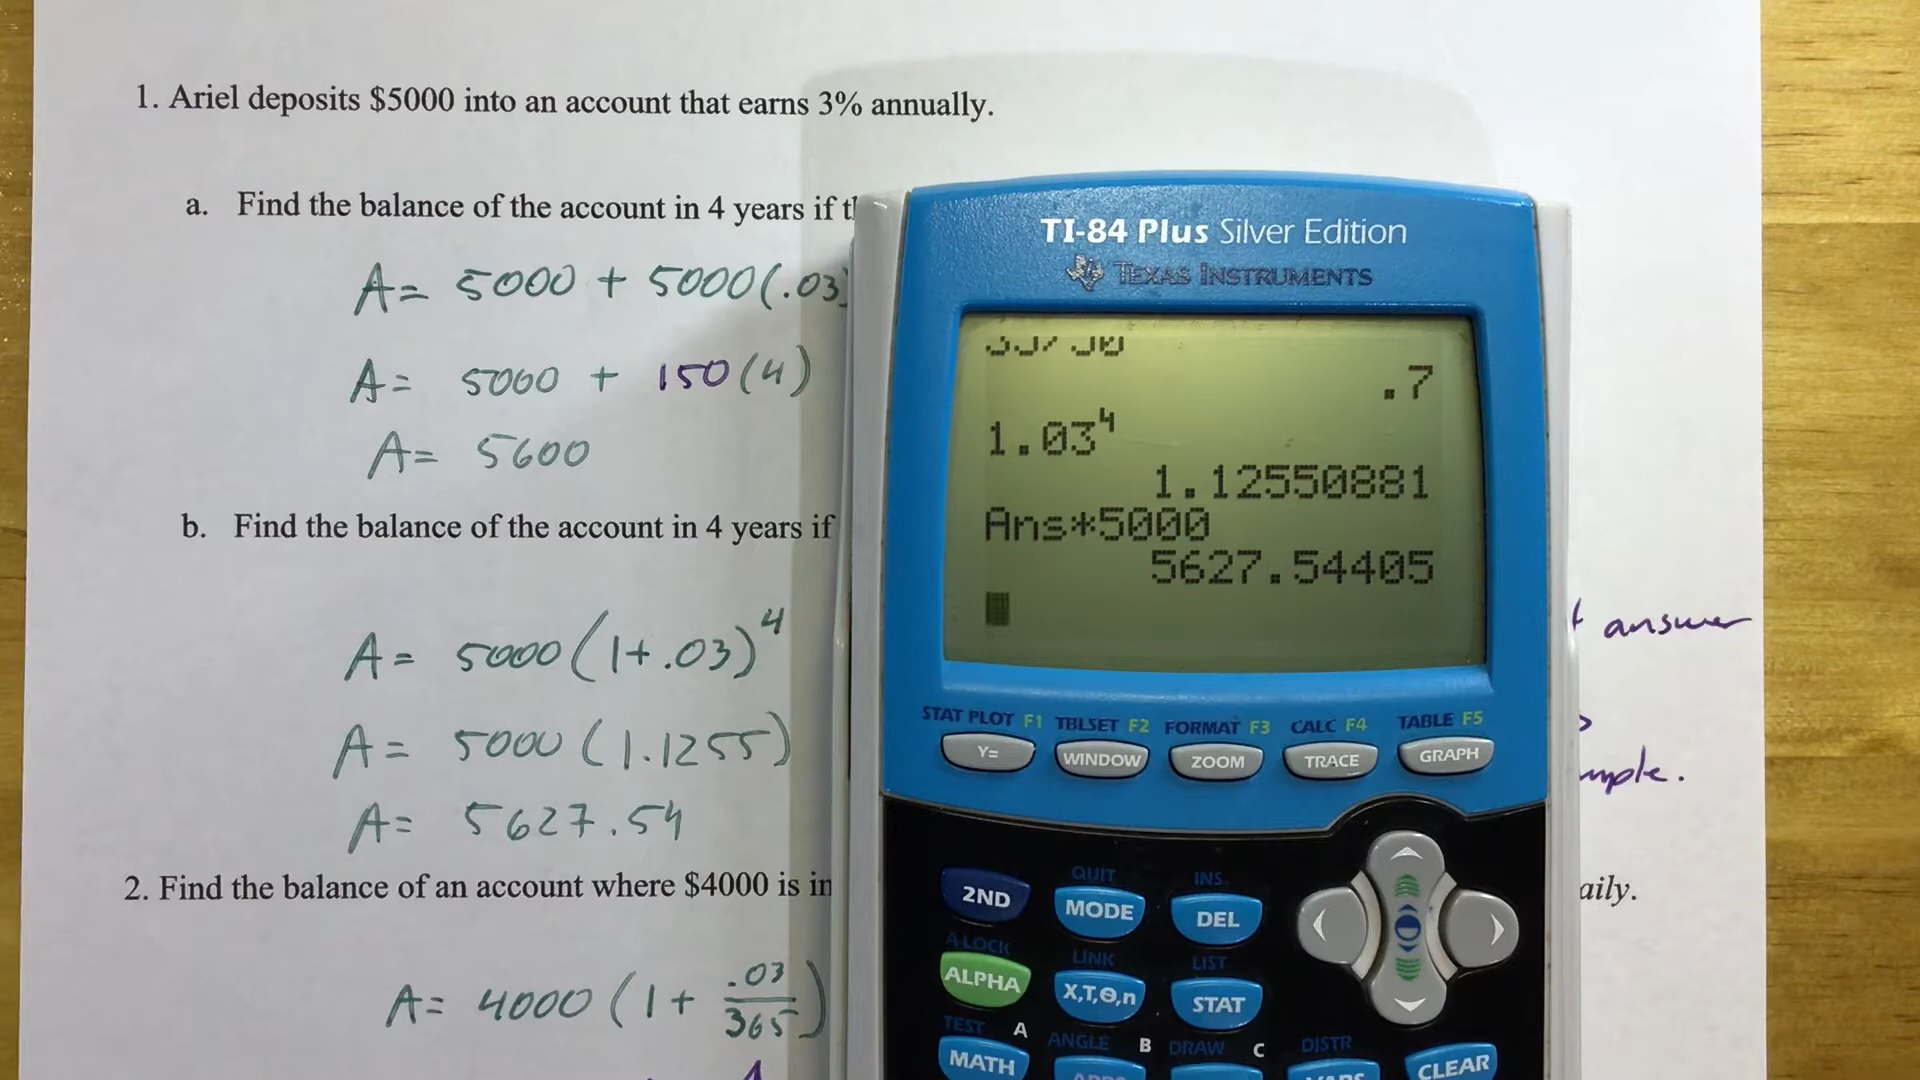 1. Ariel deposits $5000 into an account that earns 3% annually.
a. Find the balance of the account in 4 years if
A = 5000 + 5000(.03)
A = 5000 + 150(4)
A = 5600
b. Find the balance of the account in 4 years if
A = 5000(1+.03)^4
A = 5000(1.1255)
A = 5627.54
answer
2. Find the balance of an account where $4000 is
A = 4000(1 + .03/365)
TI-84 Plus Silver Edition
TEXAS INSTRUMENTS
.7
1.03^4
1.12550881
Ans*5000
5627.54405
STAT PLOT F1 TBLSET F2 FORMAT F3 CALC F4 TABLE F5
Y= WINDOW ZOOM TRACE GRAPH
QUIT INS
2ND MODE DEL
A-LOCK LINK LIST
ALPHA X,T,Θ,n STAT
TEST A ANGLE B DRAW C DISTR
MATH CLEAR